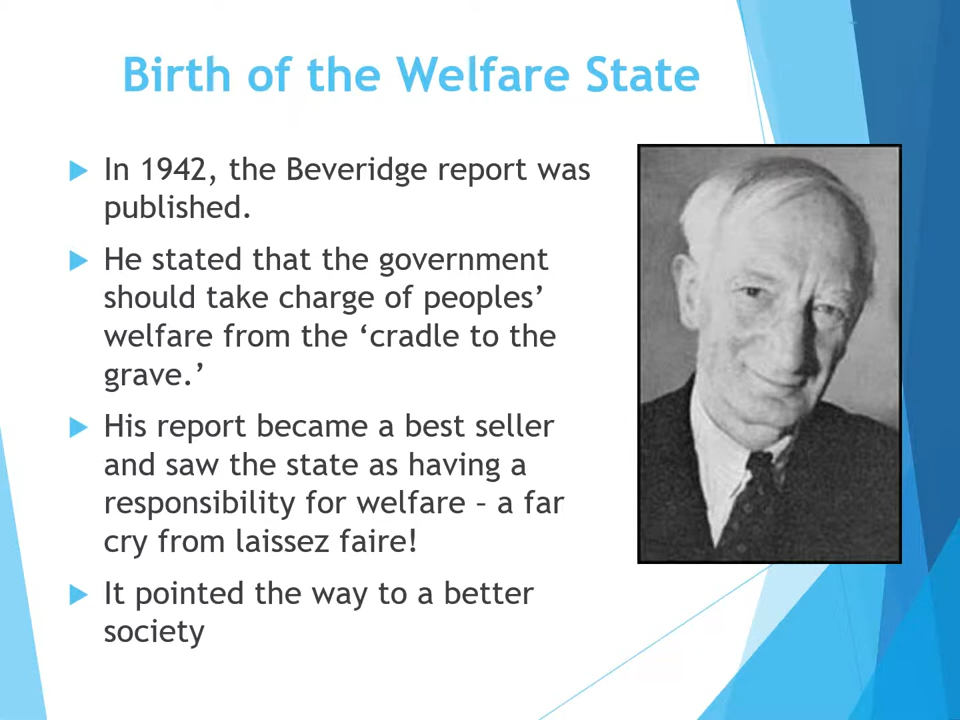 Birth of the Welfare State
In 1942, the Beveridge report was
published.
He stated that the government
should take charge of peoples’
welfare from the ‘cradle to the
grave.’
His report became a best seller
and saw the state as having a
responsibility for welfare – a far
cry from laissez faire!
It pointed the way to a better
society